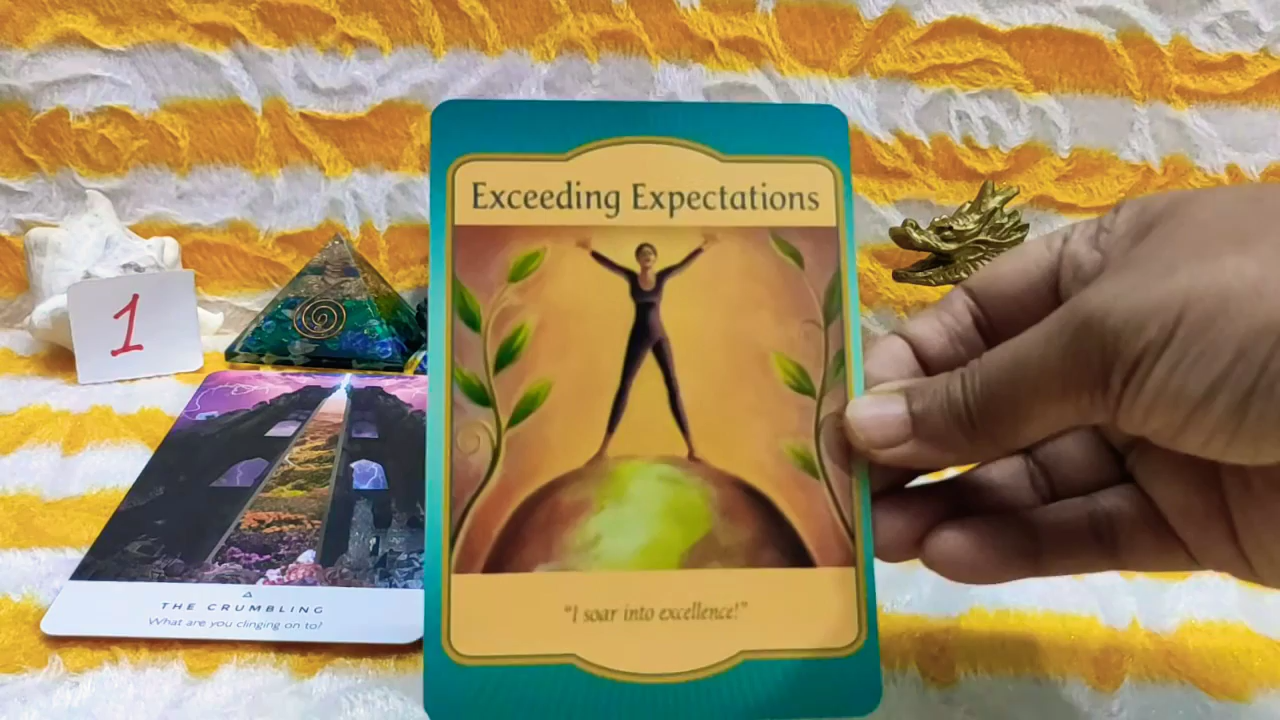 Exceeding Expectations
1
THE CRUMBLING
What are you clinging on to?
"I soar into excellence!"